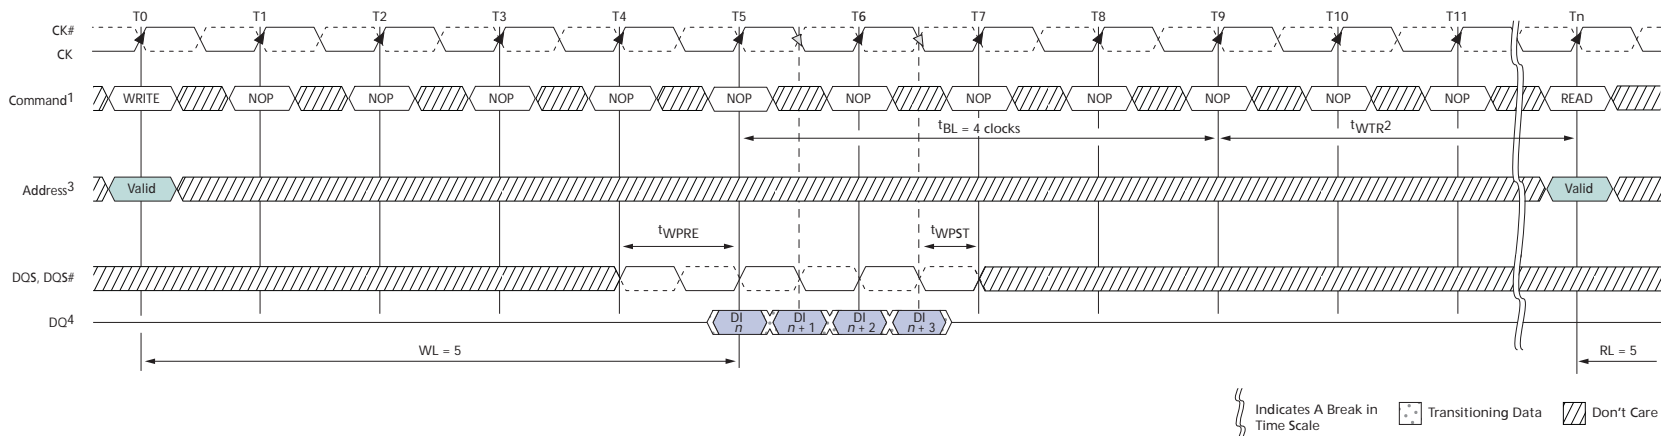 T0 T1 T2 T3 T4 T5 T6 T7 T8 T9 T10 T11 Tn
CK#
CK
Command1 WRITE NOP NOP NOP NOP NOP NOP NOP NOP NOP NOP NOP READ
tBL = 4 clocks tWTR2
Address3 Valid Valid
tWPRE tWPST
DQS, DQS#
DQ4 DI n DI n + 1 DI n + 2 DI n + 3
WL = 5 RL = 5
Indicates A Break in
Time Scale
Transitioning Data
Don't Care